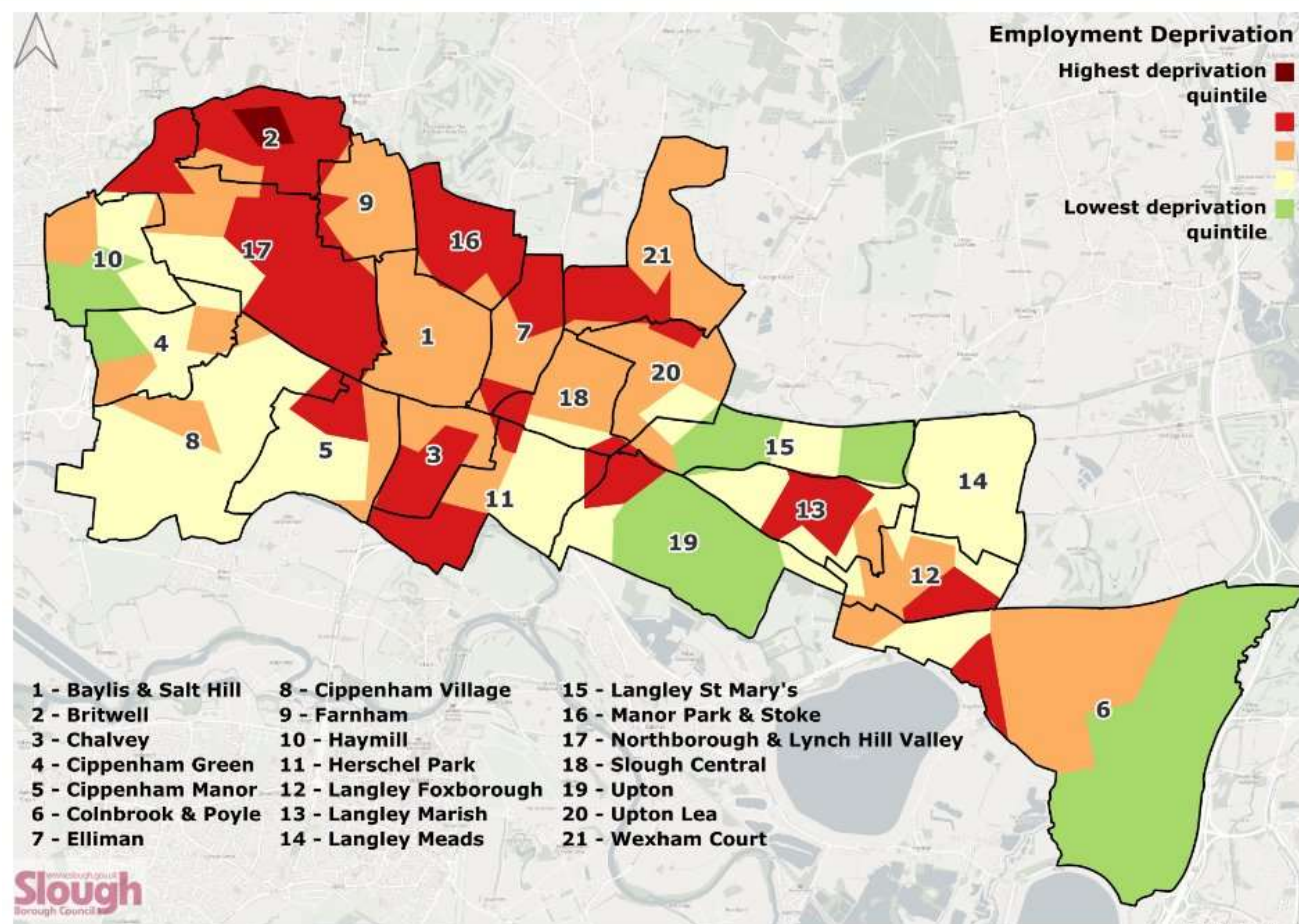 Employment Deprivation
Highest deprivation
quintile
Lowest deprivation
quintile
2
9
16
21
10
17
4
1
7
20
18
8
5
3
11
15
14
13
19
12
6
1 - Baylis & Salt Hill
2 - Britwell
3 - Chalvey
4 - Cippenham Green
5 - Cippenham Manor
6 - Colnbrook & Poyle
7 - Elliman
8 - Cippenham Village
9 - Farnham
10 - Haymill
11 - Herschel Park
12 - Langley Foxborough
13 - Langley Marish
14 - Langley Meads
15 - Langley St Mary's
16 - Manor Park & Stoke
17 - Northborough & Lynch Hill Valley
18 - Slough Central
19 - Upton
20 - Upton Lea
21 - Wexham Court
Slough
Borough Council